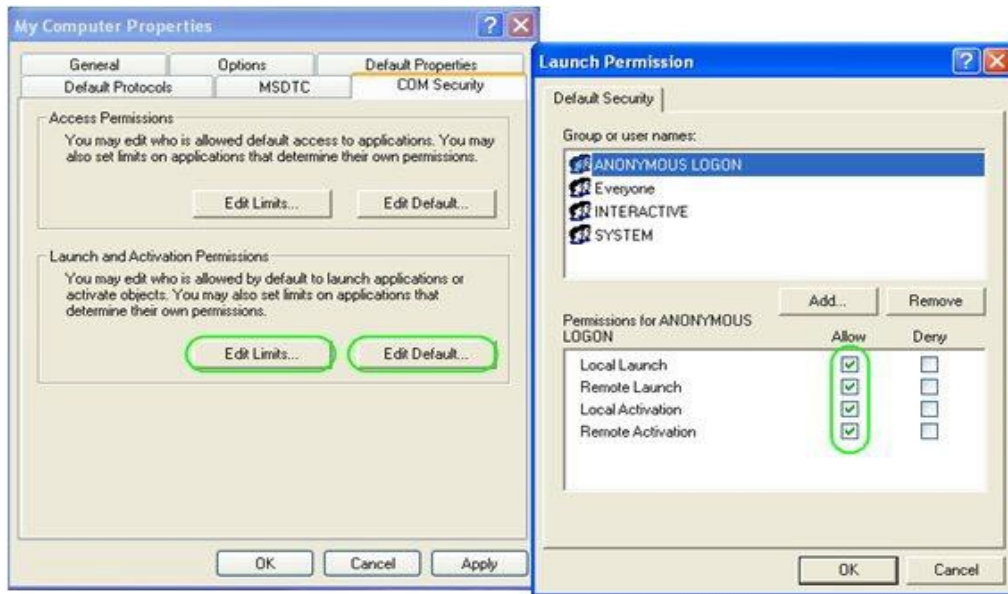 My Computer Properties
General Options Default Properties
Default Protocols MSDTC COM Security
Access Permissions
You may edit who is allowed default access to applications. You may
also set limits on applications that determine their own permissions.
Edit Limits... Edit Default...
Launch and Activation Permissions
You may edit who is allowed by default to launch applications or
activate objects. You may also set limits on applications that
determine their own permissions.
Edit Limits... Edit Default...
OK Cancel Apply
Launch Permission
Default Security
Group or user names:
ANONYMOUS LOGON
Everyone
INTERACTIVE
SYSTEM
Add... Remove
Permissions for ANONYMOUS
LOGON Allow Deny
Local Launch
Remote Launch
Local Activation
Remote Activation
OK Cancel